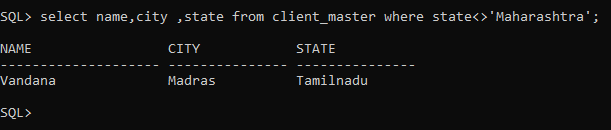 SQL> select name,city ,state from client_master where state<>'Maharashtra';
NAME                 CITY            STATE
-------------------- --------------- ---------------
Vandana              Madras          Tamilnadu
SQL>